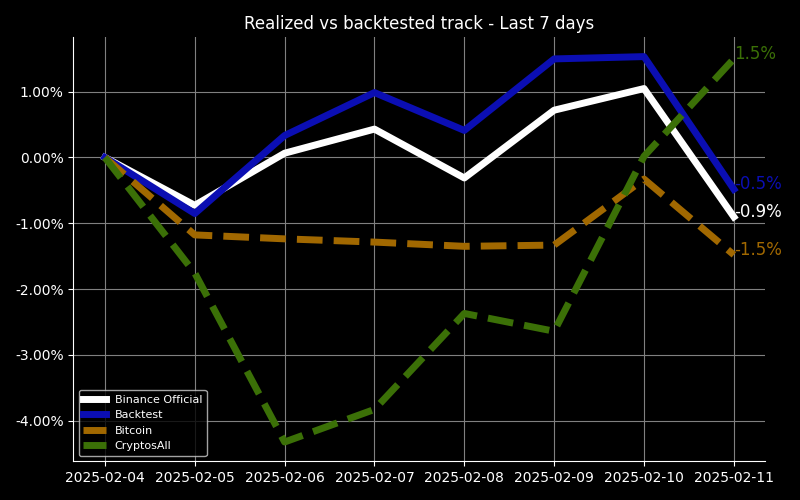 Realized vs backtested track - Last 7 days
1.5%
1.00%
0.00%
-0.5%
-0.9%
-1.00%
-1.5%
-2.00%
-3.00%
-4.00%
Binance Official
Backtest
Bitcoin
CryptosAll
2025-02-04 2025-02-05 2025-02-06 2025-02-07 2025-02-08 2025-02-09 2025-02-10 2025-02-11